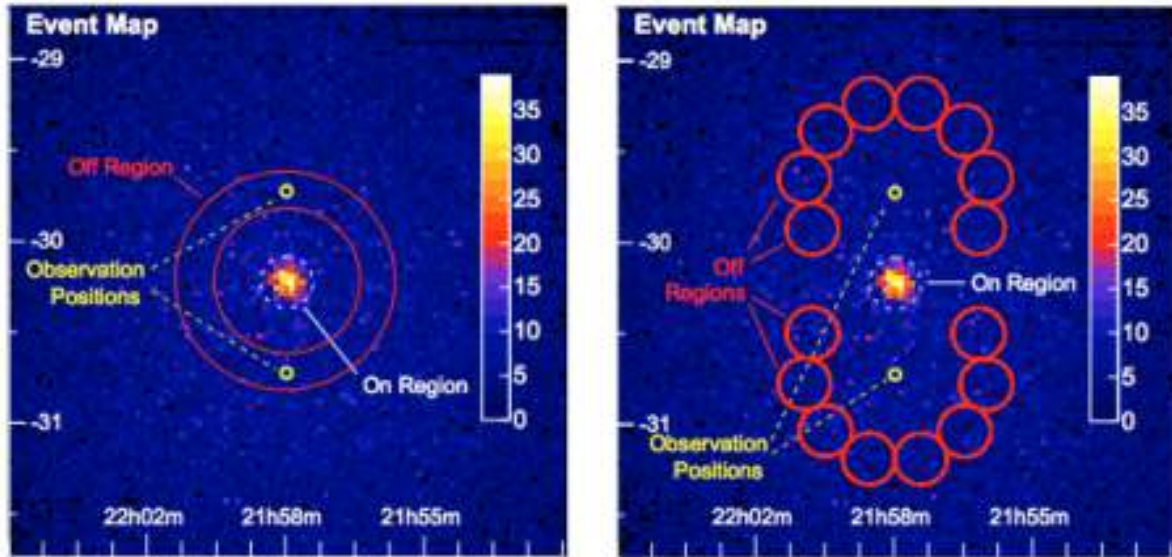 Event Map
-29
35
30
Off Region
25
-30
20
Observation
Positions
15
10
On Region
5
-31
0
22h02m 21h58m 21h55m
Event Map
-29
35
30
25
-30
20
Off
Regions
On Region
15
10
5
-31
0
Observation
Positions
22h02m 21h58m 21h55m